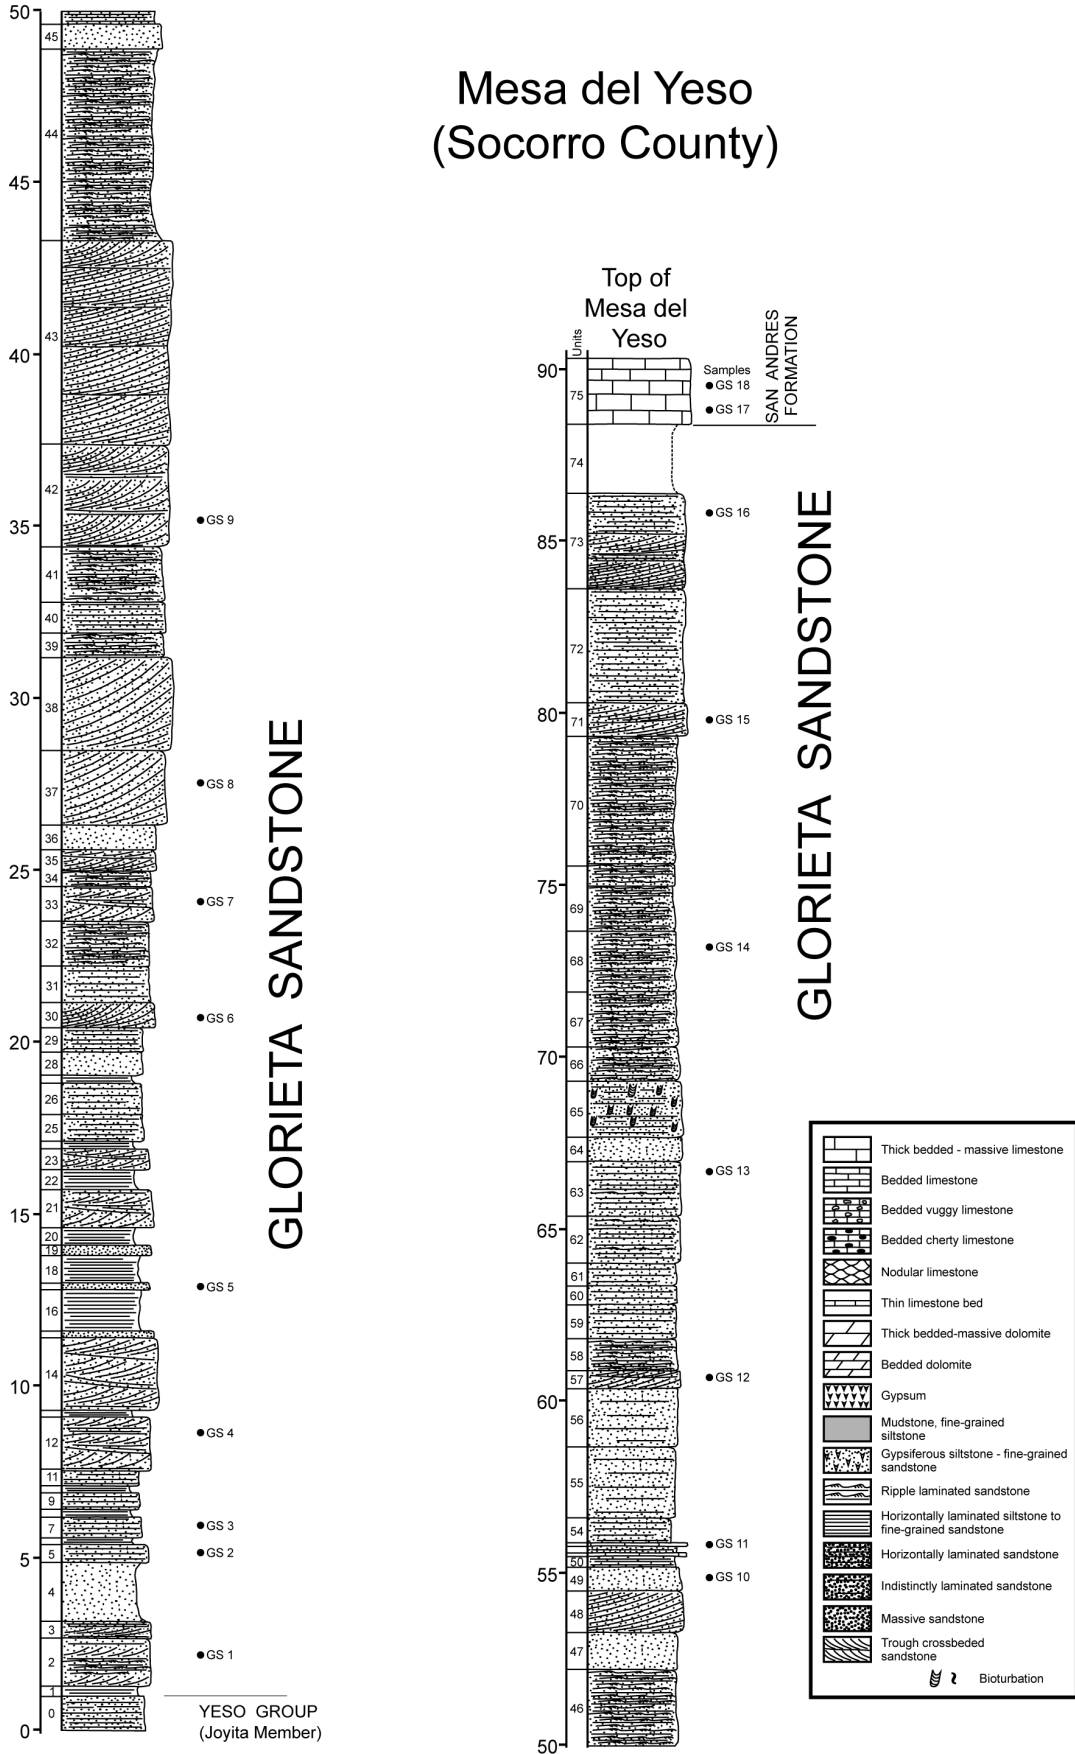 Mesa del Yeso
(Socorro County)
50
45
40
35
30
25
20
15
10
5
0
45
44
43
42
41
40
39
38
37
36
35
34
33
32
31
30
29
28
26
25
23
22
21
20
19
18
16
14
12
11
9
7
5
4
3
2
1
0
GS 9
GS 8
GS 7
GS 6
GS 5
GS 4
GS 3
GS 2
GS 1
GLORIETA SANDSTONE
YESO GROUP
(Joyita Member)
Top of
Mesa del
Yeso
Units
90
85
80
75
70
65
60
55
50
75
74
73
72
71
70
69
68
67
66
65
64
63
62
61
60
59
58
57
56
55
54
50
49
48
47
46
Samples
GS 18
GS 17
GS 16
GS 15
GS 14
GS 13
GS 12
GS 11
GS 10
SAN ANDRES
FORMATION
GLORIETA SANDSTONE
Thick bedded - massive limestone
Bedded limestone
Bedded vuggy limestone
Bedded cherty limestone
Nodular limestone
Thin limestone bed
Thick bedded-massive dolomite
Bedded dolomite
Gypsum
Mudstone, fine-grained
siltstone
Gypsiferous siltstone - fine-grained
sandstone
Ripple laminated sandstone
Horizontally laminated siltstone to
fine-grained sandstone
Horizontally laminated sandstone
Indistinctly laminated sandstone
Massive sandstone
Trough crossbeded
sandstone
Bioturbation